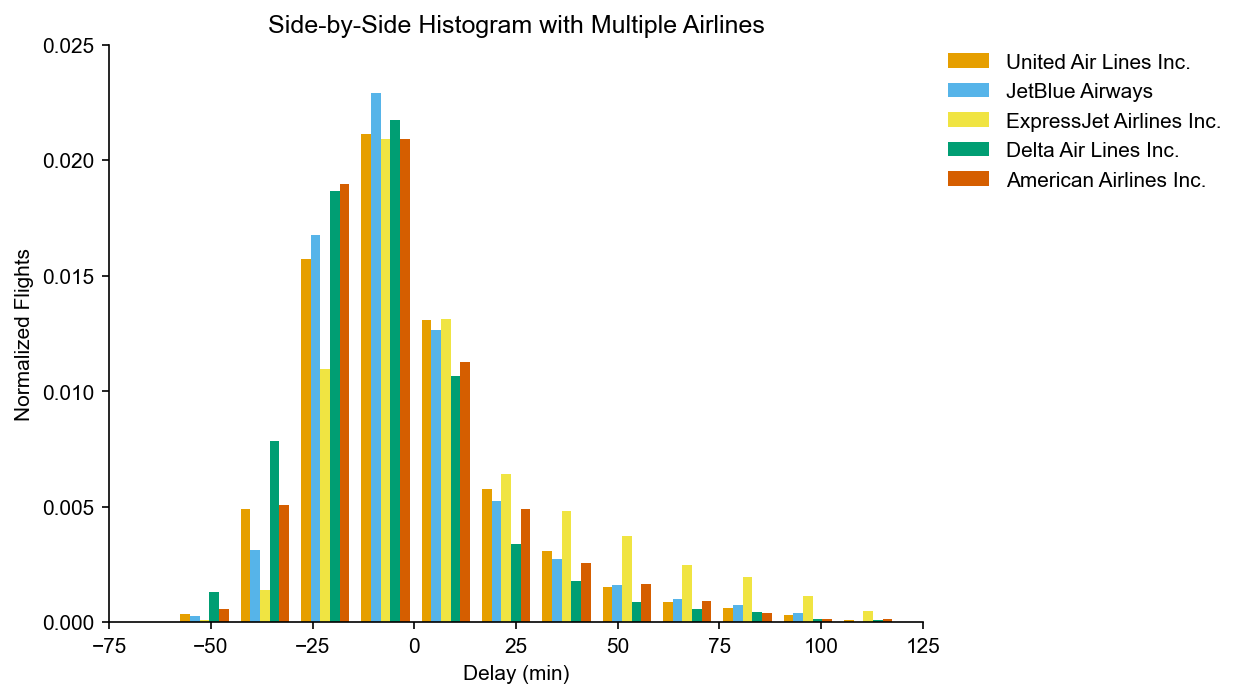 Side-by-Side Histogram with Multiple Airlines
0.025
0.020
0.015
0.010
0.005
0.000
Normalized Flights
−75
−50
−25
0
25
50
75
100
125
Delay (min)
United Air Lines Inc.
JetBlue Airways
ExpressJet Airlines Inc.
Delta Air Lines Inc.
American Airlines Inc.